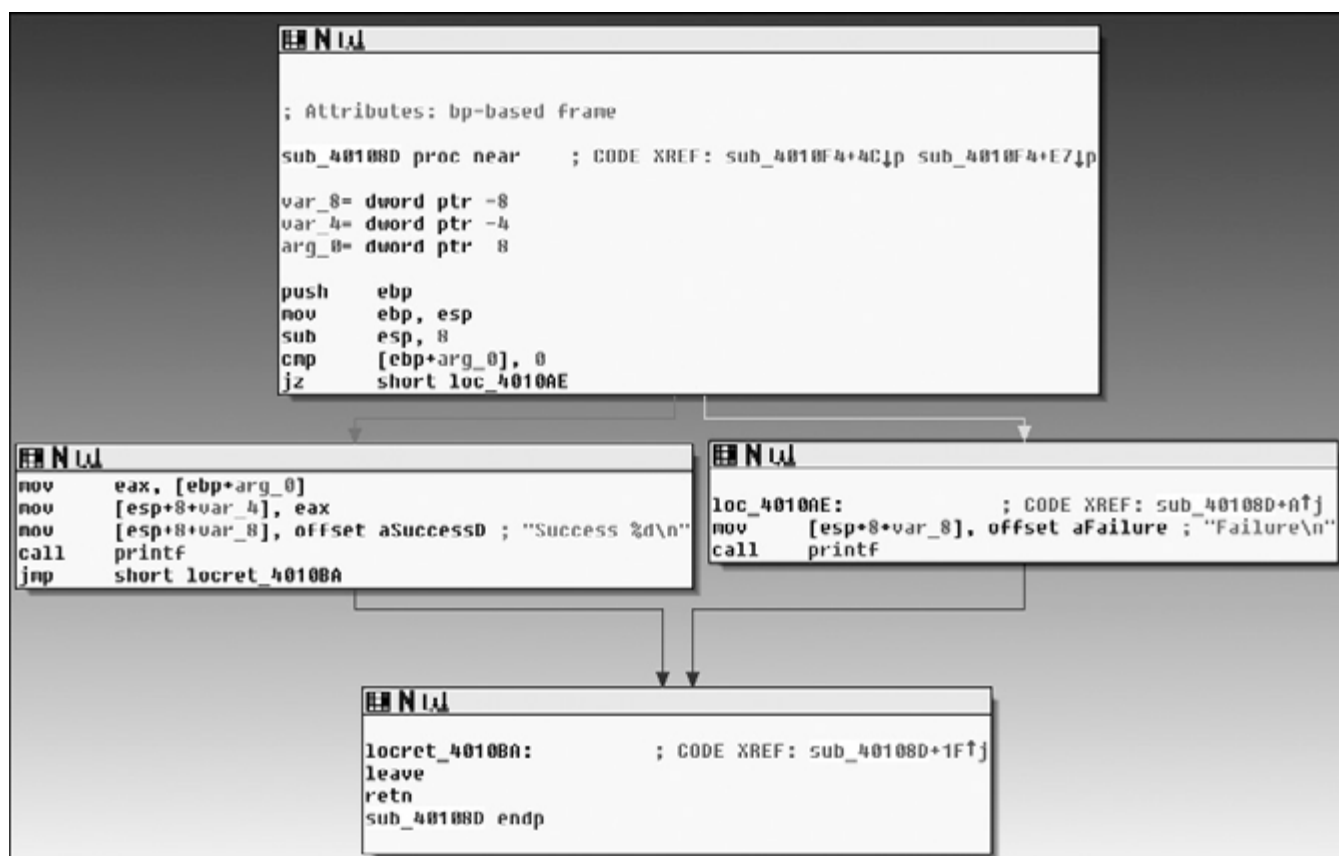 ; Attributes: bp-based frame
sub_40108D proc near ; CODE XREF: sub_4010F4+4C↓p sub_4010F4+E7↓p
var_8= dword ptr -8
var_4= dword ptr -4
arg_0= dword ptr 8
push ebp
mov ebp, esp
sub esp, 8
cmp [ebp+arg_0], 0
jz short loc_4010AE
mov eax, [ebp+arg_0]
mov [esp+8+var_4], eax
mov [esp+8+var_8], offset aSuccessD ; "Success %d\n"
call printf
jmp short locret_4010BA
loc_4010AE: ; CODE XREF: sub_40108D+A↑j
mov [esp+8+var_8], offset aFailure ; "Failure\n"
call printf
locret_4010BA: ; CODE XREF: sub_40108D+1F↑j
leave
retn
sub_40108D endp